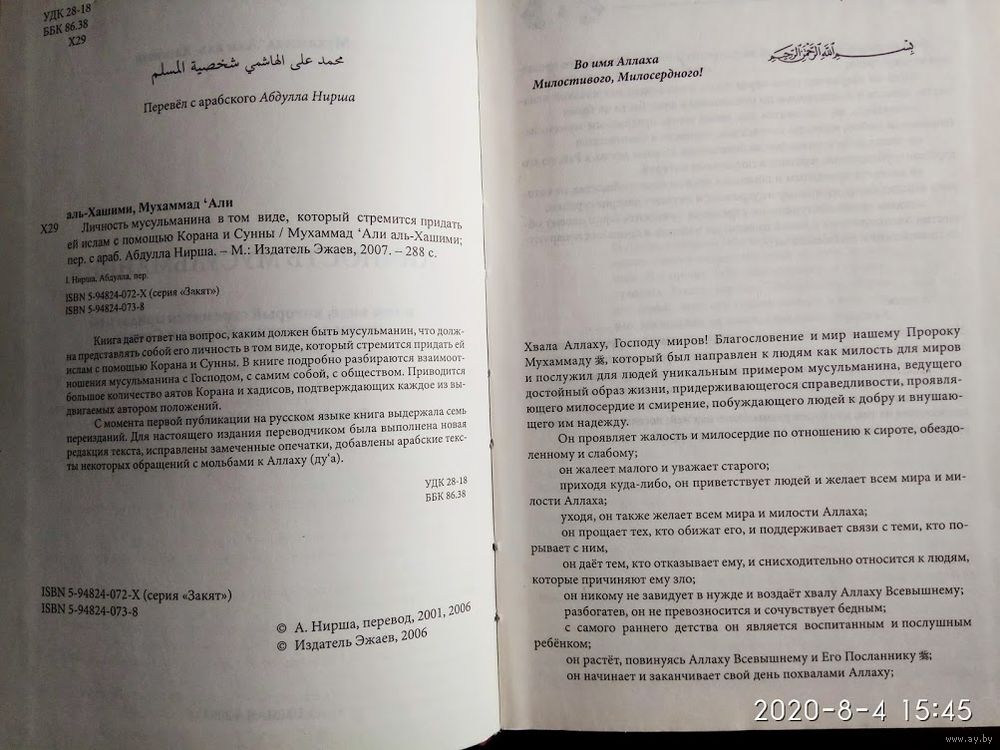 УДК 28-18
ББК 86.38
Х29
محمد على الهاشمي شخصية المسلم
Перевёл с арабского Абдулла Нирша
аль-Хашими, Мухаммад ‘Али
Х29 Личность мусульманина в том виде, который стремится придать
ей ислам с помощью Корана и Сунны / Мухаммад ‘Али аль-Хашими;
пер. с араб. Абдулла Нирша. – М.: Издатель Эжаев, 2007. – 288 с.
I. Нирша, Абдулла, пер.
ISBN 5-94824-072-X (серия «Закят»)
ISBN 5-94824-073-8
Книга даёт ответ на вопрос, каким должен быть мусульманин, что долж-
на представлять собой его личность в том виде, который стремится придать ей
ислам с помощью Корана и Сунны. В книге подробно разбираются взаимоот-
ношения мусульманина с Господом, с самим собой, с обществом. Приводится
большое количество аятов Корана и хадисов, подтверждающих каждое из вы-
двигаемых автором положений.
С момента первой публикации на русском языке книга выдержала семь
переизданий. Для настоящего издания переводчиком была выполнена новая
редакция текста, исправлены замеченные опечатки, добавлены арабские текс-
ты некоторых обращений с мольбами к Аллаху (ду‘а).
УДК 28-18
ББК 86.38
ISBN 5-94824-072-X (серия «Закят»)
ISBN 5-94824-073-8
© А. Нирша, перевод, 2001, 2006
© Издатель Эжаев, 2006
Во имя Аллаха
Милостивого, Милосердного!
بسم الله الرحمن الرحيم
Хвала Аллаху, Господу миров! Благословение и мир нашему Пророку
Мухаммаду ﷺ, который был направлен к людям как милость для миров
и послужил для людей уникальным примером мусульманина, ведущего
достойный образ жизни, придерживающегося справедливости, проявля-
ющего милосердие и смирение, побуждающего людей к добру и внушаю-
щего им надежду.
Он проявляет жалость и милосердие по отношению к сироте, обездо-
ленному и слабому;
он жалеет малого и уважает старого;
приходя куда-либо, он приветствует людей и желает всем мира и ми-
лости Аллаха;
уходя, он также желает всем мира и милости Аллаха;
он прощает тех, кто обижат его, и поддерживает связи с теми, кто по-
рывает с ним,
он даёт тем, кто отказывает ему, и снисходительно относится к людям,
которые причиняют ему зло;
он никому не завидует в нужде и воздаёт хвалу Аллаху Всевышнему;
разбогатев, он не превозносится и сочувствует бедным;
с самого раннего детства он является воспитанным и послушным
ребёнком;
он растёт, повинуясь Аллаху Всевышнему и Его Посланнику ﷺ;
он начинает и заканчивает свой день похвалами Аллаху;
2020-8-4 15:45
www.ay.by